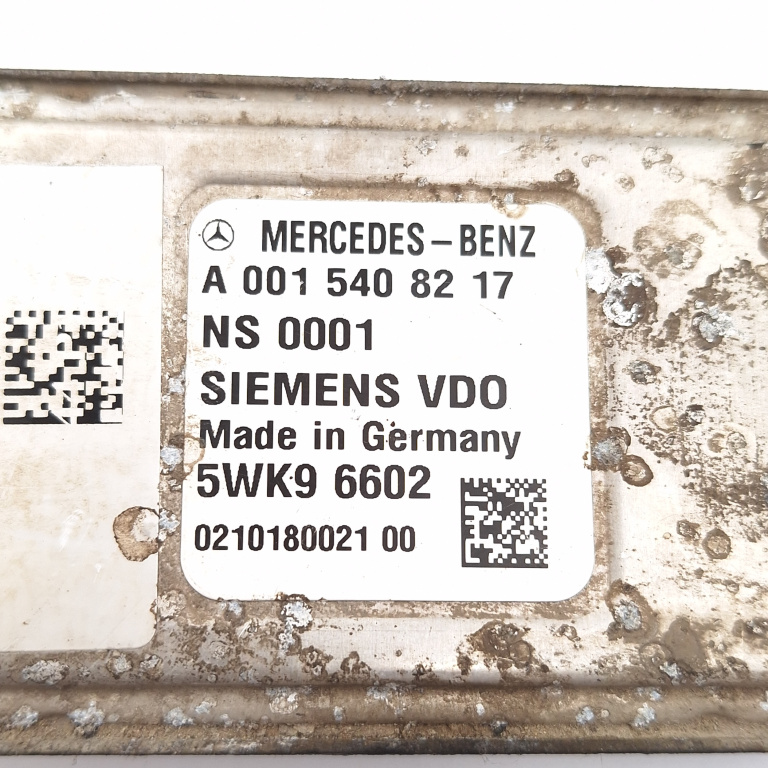 MERCEDES-BENZ
A 001 540 82 17
NS 0001
SIEMENS VDO
Made in Germany
5WK9 6602
0210180021 00